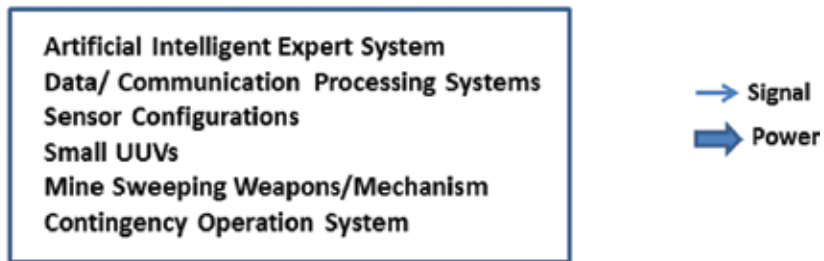 Artificial Intelligent Expert System
Data/ Communication Processing Systems
Sensor Configurations
Small UUVs
Mine Sweeping Weapons/Mechanism
Contingency Operation System
Signal
Power